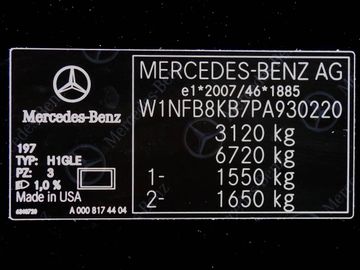 Mercedes-Benz
197
TYP: H1GLE
PZ: 3
1,0 %
Made in USA
A 000 817 44 04
MERCEDES-BENZ AG
e1*2007/46*1885
W1NFB8KB7PA930220
3120 kg
6720 kg
1- 1550 kg
2- 1650 kg